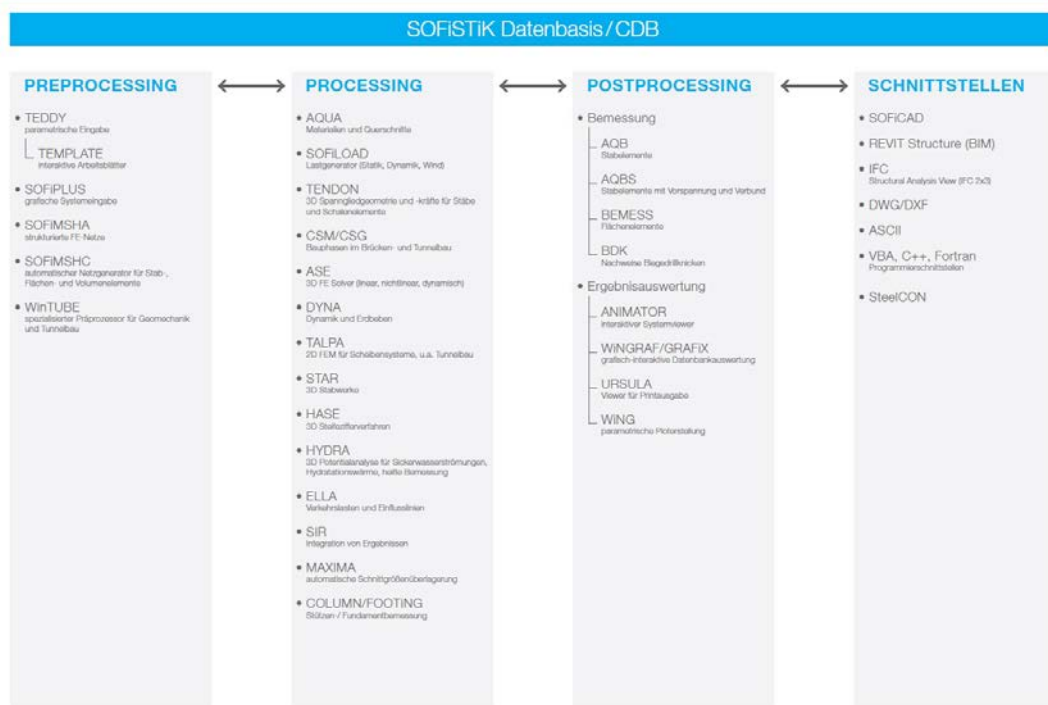 SOFiSTiK Datenbasis/CDB
PREPROCESSING
• TEDDY
parametrische Eingabe
TEMPLATE
interaktive Arbeitsblätter
• SOFiPLUS
grafische Systemeingabe
• SOFiMSHA
strukturierte FE-Netze
• SOFiMSHC
automatischer Netzgenerator für Stab-,
Flächen- und Volumenelemente
• WinTUBE
spezialisierter Präprozessor für Geomechanik
und Tunnelbau
PROCESSING
• AQUA
Materialien und Querschnitte
• SOFiLOAD
Lastgenerator (Statik, Dynamik, Wind)
• TENDON
3D Spanngliedgeometrie und -kräfte für Stäbe
und Schalenelemente
• CSM/CSG
Bauphasen im Brücken- und Tunnelbau
• ASE
3D FE Solver (linear, nichtlinear, dynamisch)
• DYNA
Dynamik und Erdbeben
• TALPA
2D FEM für Scheibensysteme, u.a. Tunnelbau
• STAR
3D Stabwerke
• HASE
3D Steifezifferverfahren
• HYDRA
3D Potentialanalyse für Sickerwasserströmungen,
Hydratationswärme, heiße Bemessung
• ELLA
Verkehrslasten und Einflusslinien
• SIR
Integration von Ergebnissen
• MAXIMA
automatische Schnittgrößenüberlagerung
• COLUMN/FOOTING
Stützen-/ Fundamentbemessung
POSTPROCESSING
• Bemessung
AQB
Stabelemente
AQBS
Stabelemente mit Vorspannung und Verbund
BEMESS
Flächenelemente
BDK
Nachweise Biegedrillknicken
• Ergebnisauswertung
ANIMATOR
interaktiver Systemviewer
WiNGRAF/GRAFiX
grafisch-interaktive Datenbankauswertung
URSULA
Viewer für Printausgabe
WiNG
parametrische Ploterstellung
SCHNITTSTELLEN
• SOFiCAD
• REVIT Structure (BIM)
• IFC
Structural Analysis View (IFC 2x3)
• DWG/DXF
• ASCII
• VBA, C++, Fortran
Programmierschnittstellen
• SteelCON